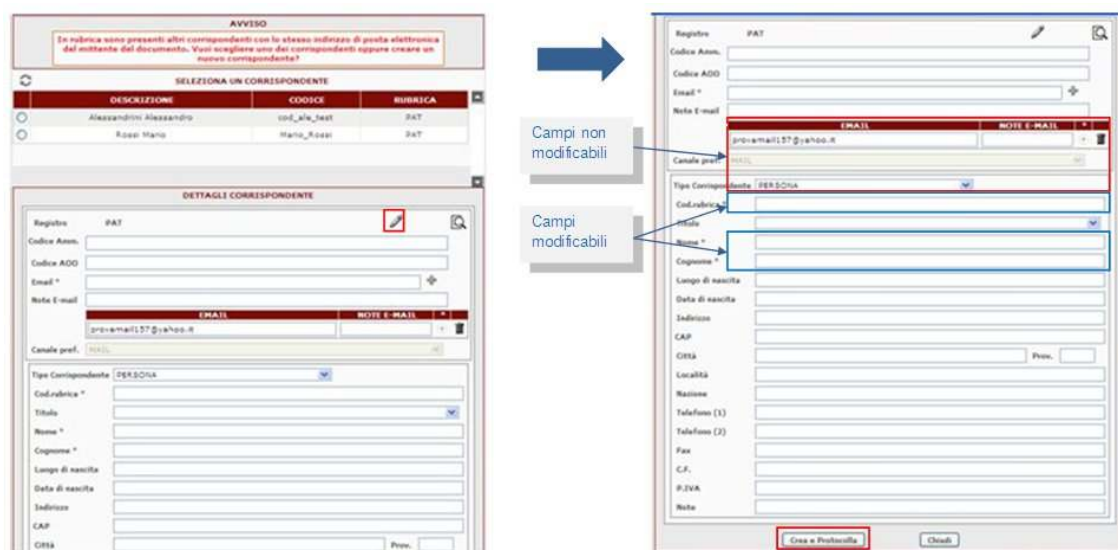 AVVISO
In rubrica sono presenti altri corrispondenti con lo stesso indirizzo di posta elettronica
del mittente del documento. Vuoi scegliere uno dei corrispondenti oppure creare un
nuovo corrispondente?
SELEZIONA UN CORRISPONDENTE
DESCRIZIONE CODICE RUBRICA
Alessandrini Alessandro cod_ale_test PAT
Rossi Mario Mario_Rossi PAT
DETTAGLI CORRISPONDENTE
Registro PAT
Codice Amm.
Codice AOO
Email *
Note E-mail
EMAIL NOTE E-MAIL *
provamail157@yahoo.it
Canale pref. MAIL
Tipo Corrispondente PERSONA
Cod.rubrica *
Titolo
Nome *
Cognome *
Luogo di nascita
Data di nascita
Indirizzo
CAP
Città Prov.
Campi non
modificabili
Campi
modificabili
Registro PAT
Codice Amm.
Codice AOO
Email *
Note E-mail
EMAIL NOTE E-MAIL *
provamail157@yahoo.it
Canale pref. MAIL
Tipo Corrispondente PERSONA
Cod.rubrica *
Titolo
Nome *
Cognome *
Luogo di nascita
Data di nascita
Indirizzo
CAP
Città Prov.
Località
Nazione
Telefono (1)
Telefono (2)
Fax
C.F.
P.IVA
Note
Crea e Protocolla Chiudi